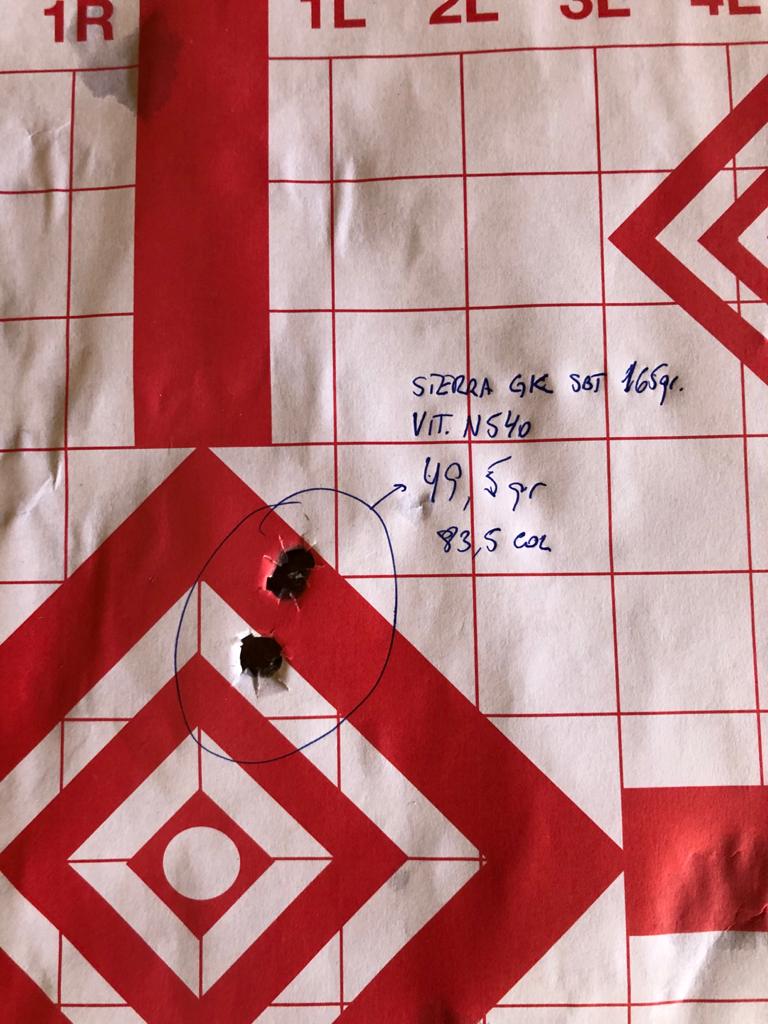 1R 1L 2L 3L 4L
SIERRA GK SBT 165gr.
VIT. N540
49,5gr
83,5 COL